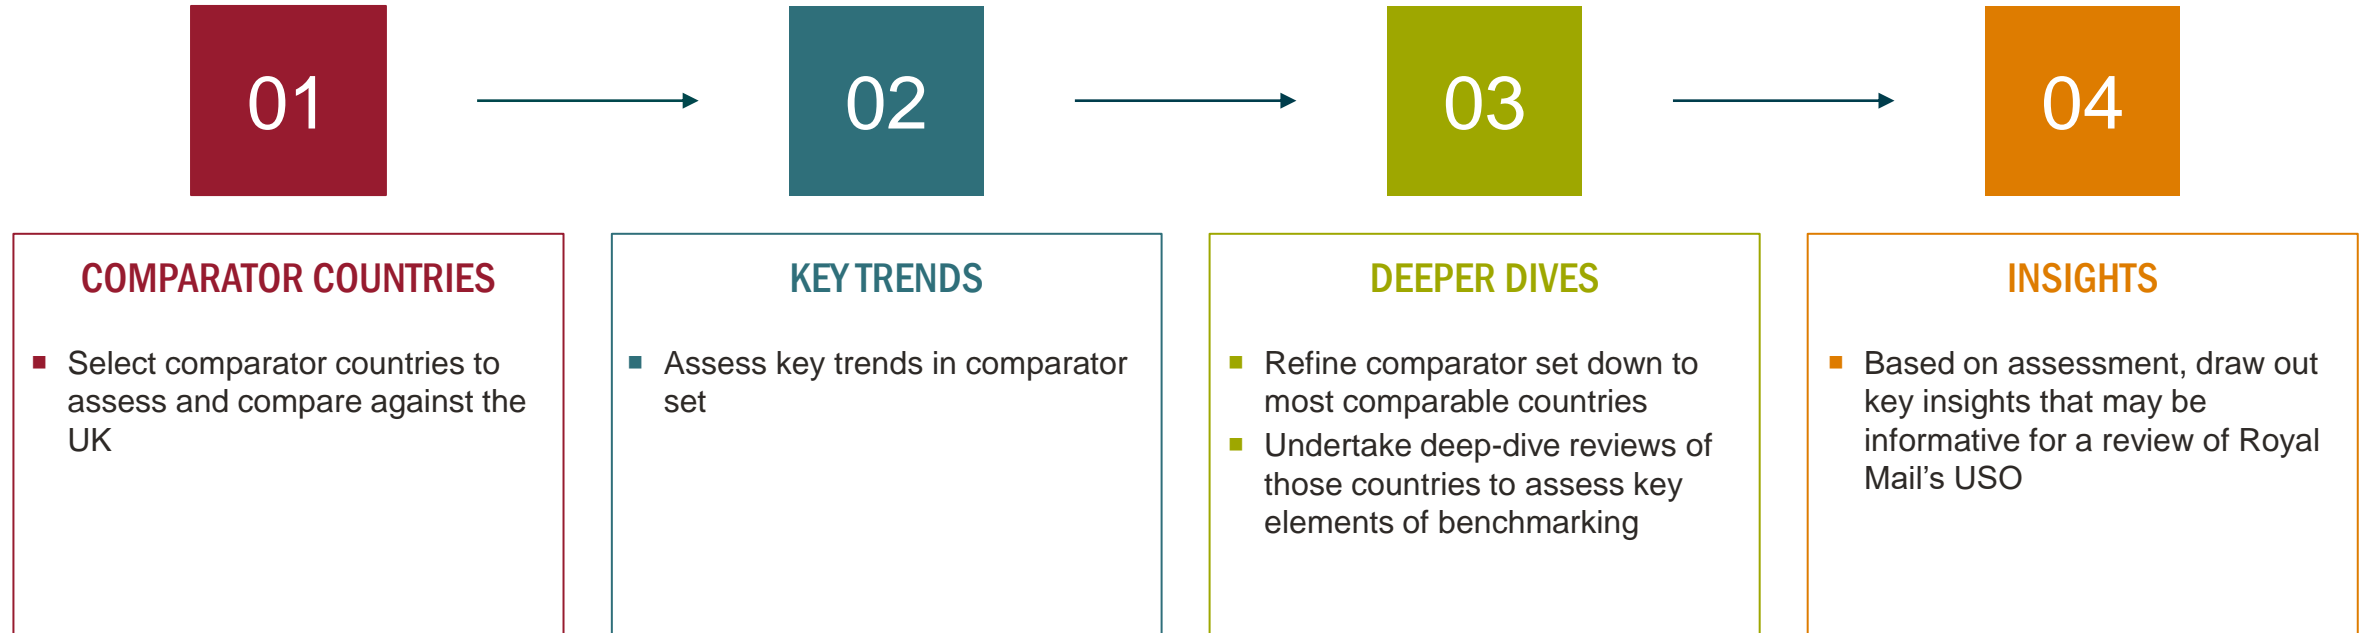 01
02
03
04
COMPARATOR COUNTRIES
▪ Select comparator countries to
assess and compare against the
UK
KEY TRENDS
▪ Assess key trends in comparator
set
DEEPER DIVES
▪ Refine comparator set down to
most comparable countries
▪ Undertake deep-dive reviews of
those countries to assess key
elements of benchmarking
INSIGHTS
▪ Based on assessment, draw out
key insights that may be
informative for a review of Royal
Mail’s USO